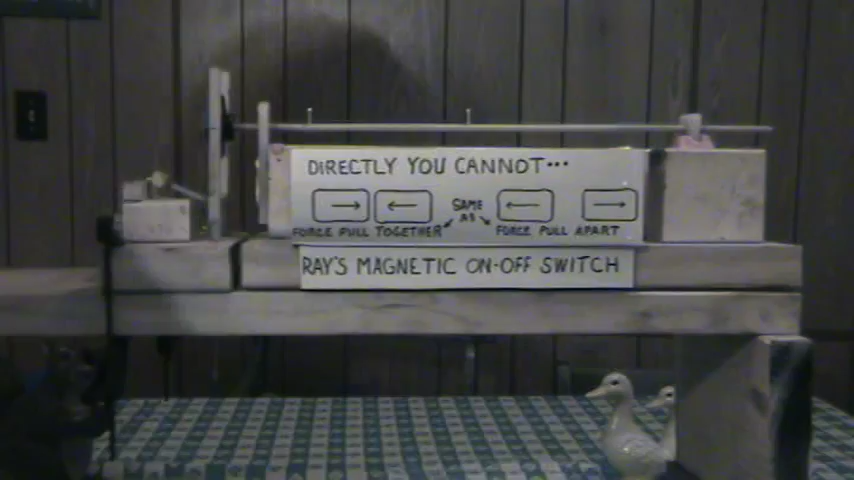 DIRECTLY YOU CANNOT...
SAME
AS
FORCE PULL TOGETHER
FORCE PULL APART
RAY'S MAGNETIC ON-OFF SWITCH